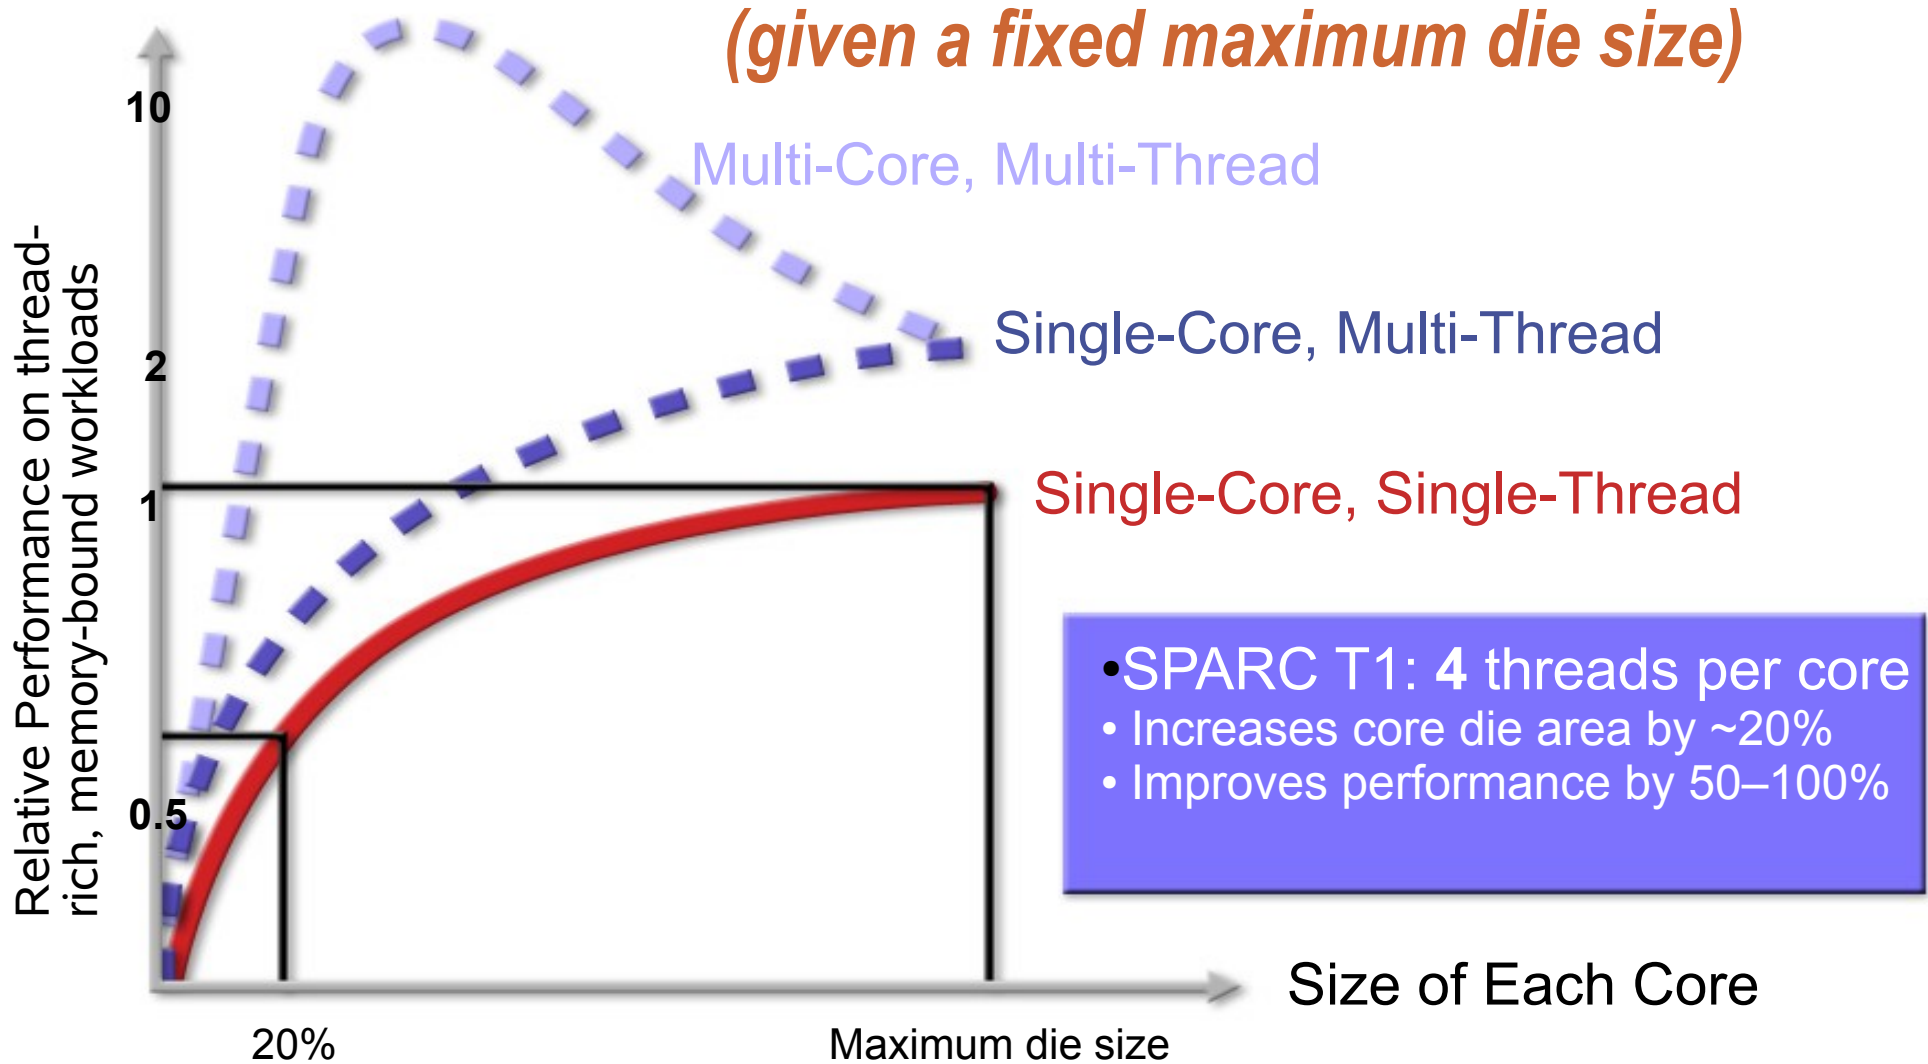 (given a fixed maximum die size)
10
Multi-Core, Multi-Thread
Relative Performance on thread-
rich, memory-bound workloads
Single-Core, Multi-Thread
2
1
Single-Core, Single-Thread
•SPARC T1: 4 threads per core
• Increases core die area by ~20%
• Improves performance by 50–100%
0.5
Size of Each Core
20%
Maximum die size